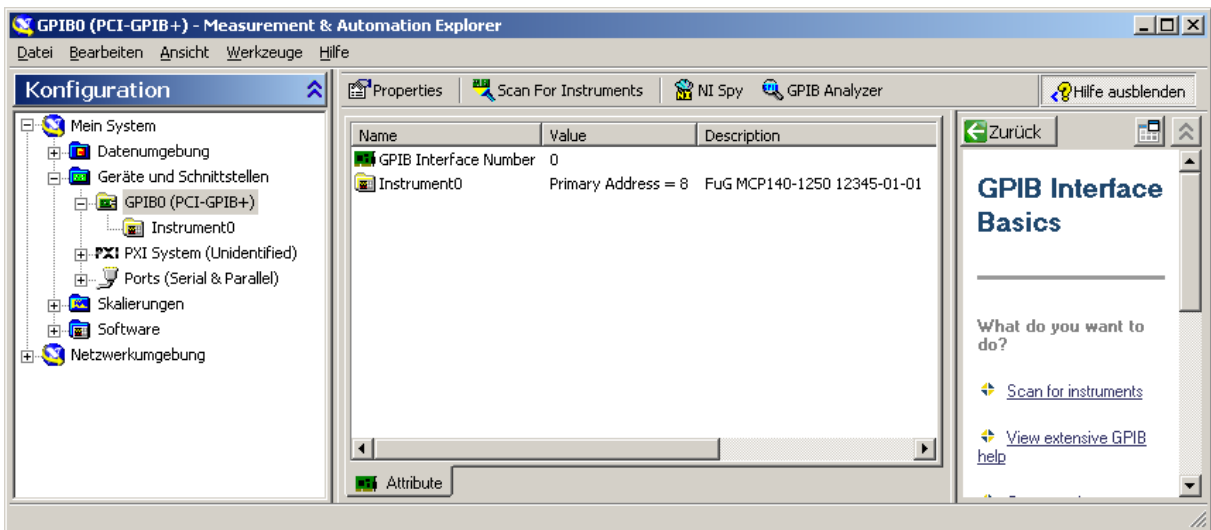 GPIB0 (PCI-GPIB+) - Measurement & Automation Explorer
Datei Bearbeiten Ansicht Werkzeuge Hilfe
Konfiguration
Mein System
Datenumgebung
Geräte und Schnittstellen
GPIB0 (PCI-GPIB+)
Instrument0
PXI PXI System (Unidentified)
Ports (Serial & Parallel)
Skalierungen
Software
Netzwerkumgebung
Properties Scan For Instruments NI Spy GPIB Analyzer Hilfe ausblenden
Name Value Description
GPIB Interface Number 0
Instrument0 Primary Address = 8 FuG MCP140-1250 12345-01-01
Attribute
Zurück
GPIB Interface
Basics
What do you want to
do?
Scan for instruments
View extensive GPIB
help